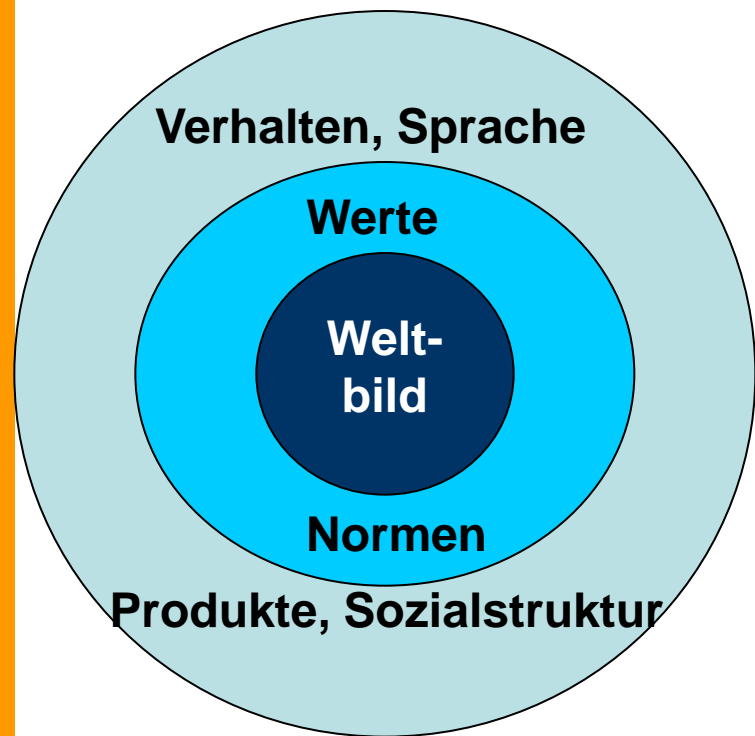 Verhalten, Sprache
Werte
Welt-
bild
Normen
Produkte, Sozialstruktur